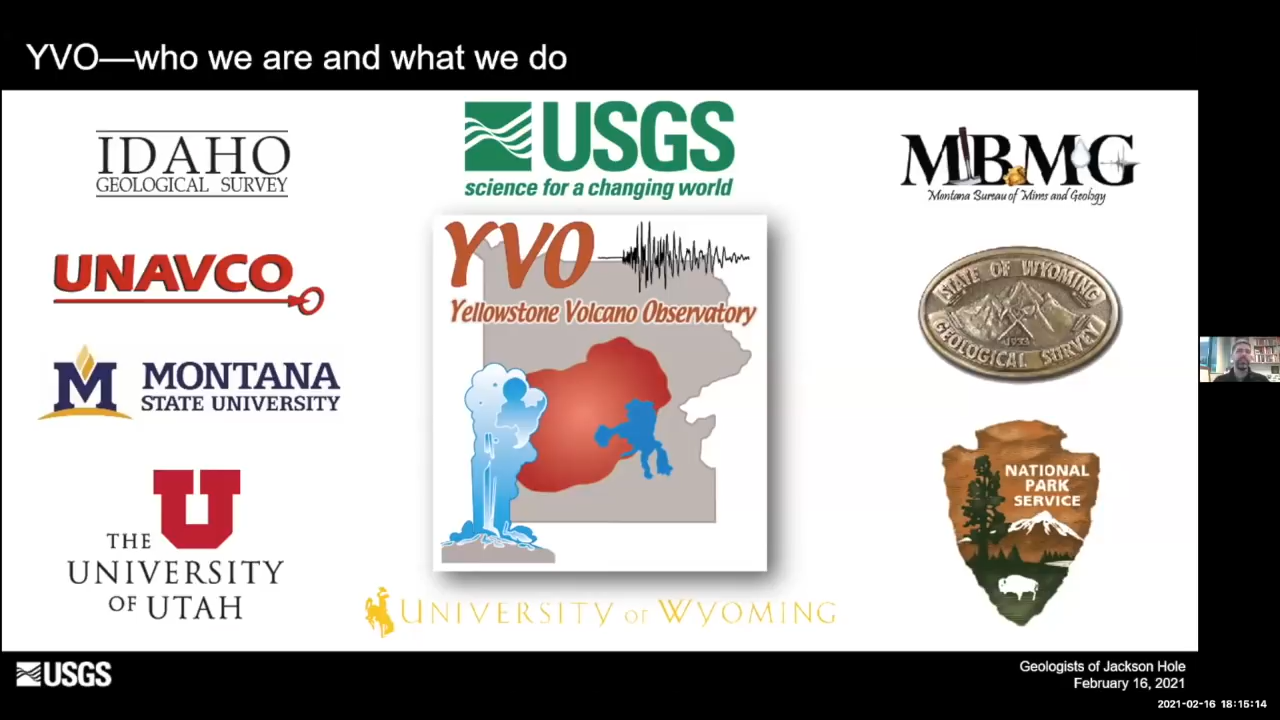 YVO—who we are and what we do
IDAHO
GEOLOGICAL SURVEY
USGS
science for a changing world
MBMG
Montana Bureau of Mines and Geology
UNAVCO
YVO
Yellowstone Volcano Observatory
STATE OF WYOMING
1933
GEOLOGICAL SURVEY
M
MONTANA
STATE UNIVERSITY
NATIONAL
PARK
SERVICE
U
THE
UNIVERSITY
OF UTAH
UNIVERSITY OF WYOMING
USGS
Geologists of Jackson Hole
February 16, 2021
2021-02-16 18:15:14